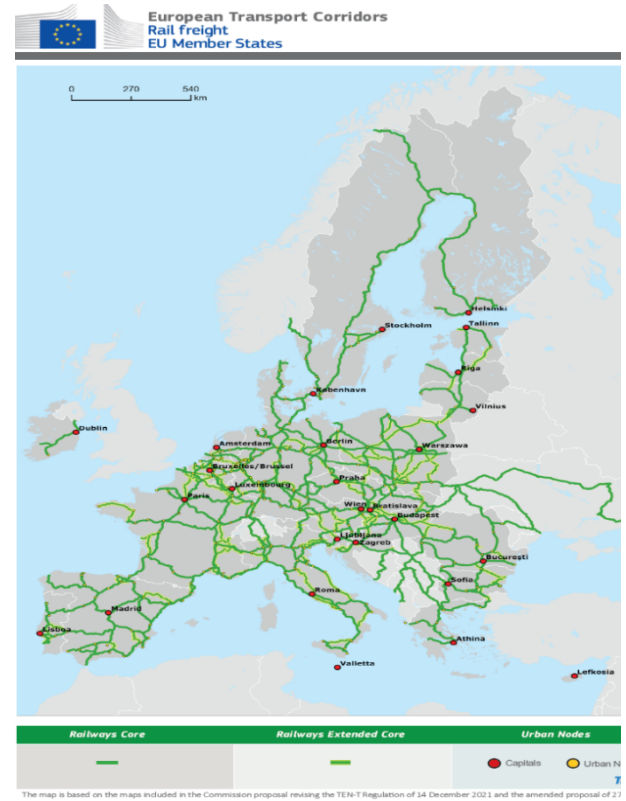 European Transport Corridors
Rail freight
EU Member States
0 270 540
km
Helsinki
Stockholm
Tallinn
Riga
København
Vilnius
Dublin
Amsterdam
Berlin
Warszawa
Bruxelles/Brussel
Praha
Luxembourg
Paris
Wien
Bratislava
Budapest
Ljubljana
Zagreb
București
Sofia
Roma
Madrid
Lisboa
Athina
Valletta
Lefkosia
Railways Core Railways Extended Core Urban Nodes
Capitals Urban N
The map is based on the maps included in the Commission proposal revising the TEN-T Regulation of 14 December 2021 and the amended proposal of 27